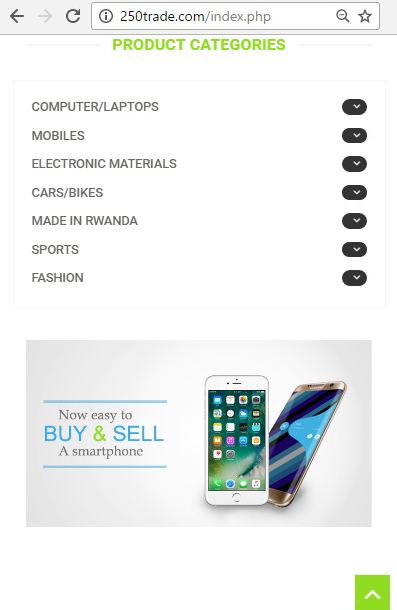 250trade.com/index.php
PRODUCT CATEGORIES
COMPUTER/LAPTOPS
MOBILES
ELECTRONIC MATERIALS
CARS/BIKES
MADE IN RWANDA
SPORTS
FASHION
Now easy to
BUY & SELL
A smartphone